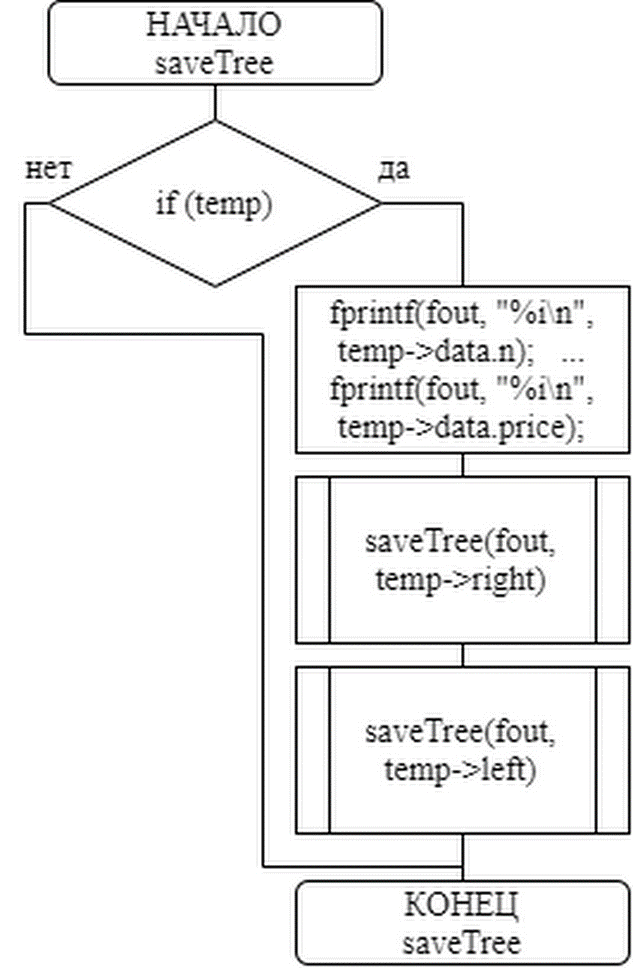 НАЧАЛО
saveTree
нет
да
if (temp)
fprintf(fout, "%i\n",
temp->data.n); ...
fprintf(fout, "%i\n",
temp->data.price);
saveTree(fout,
temp->right)
saveTree(fout,
temp->left)
КОНЕЦ
saveTree